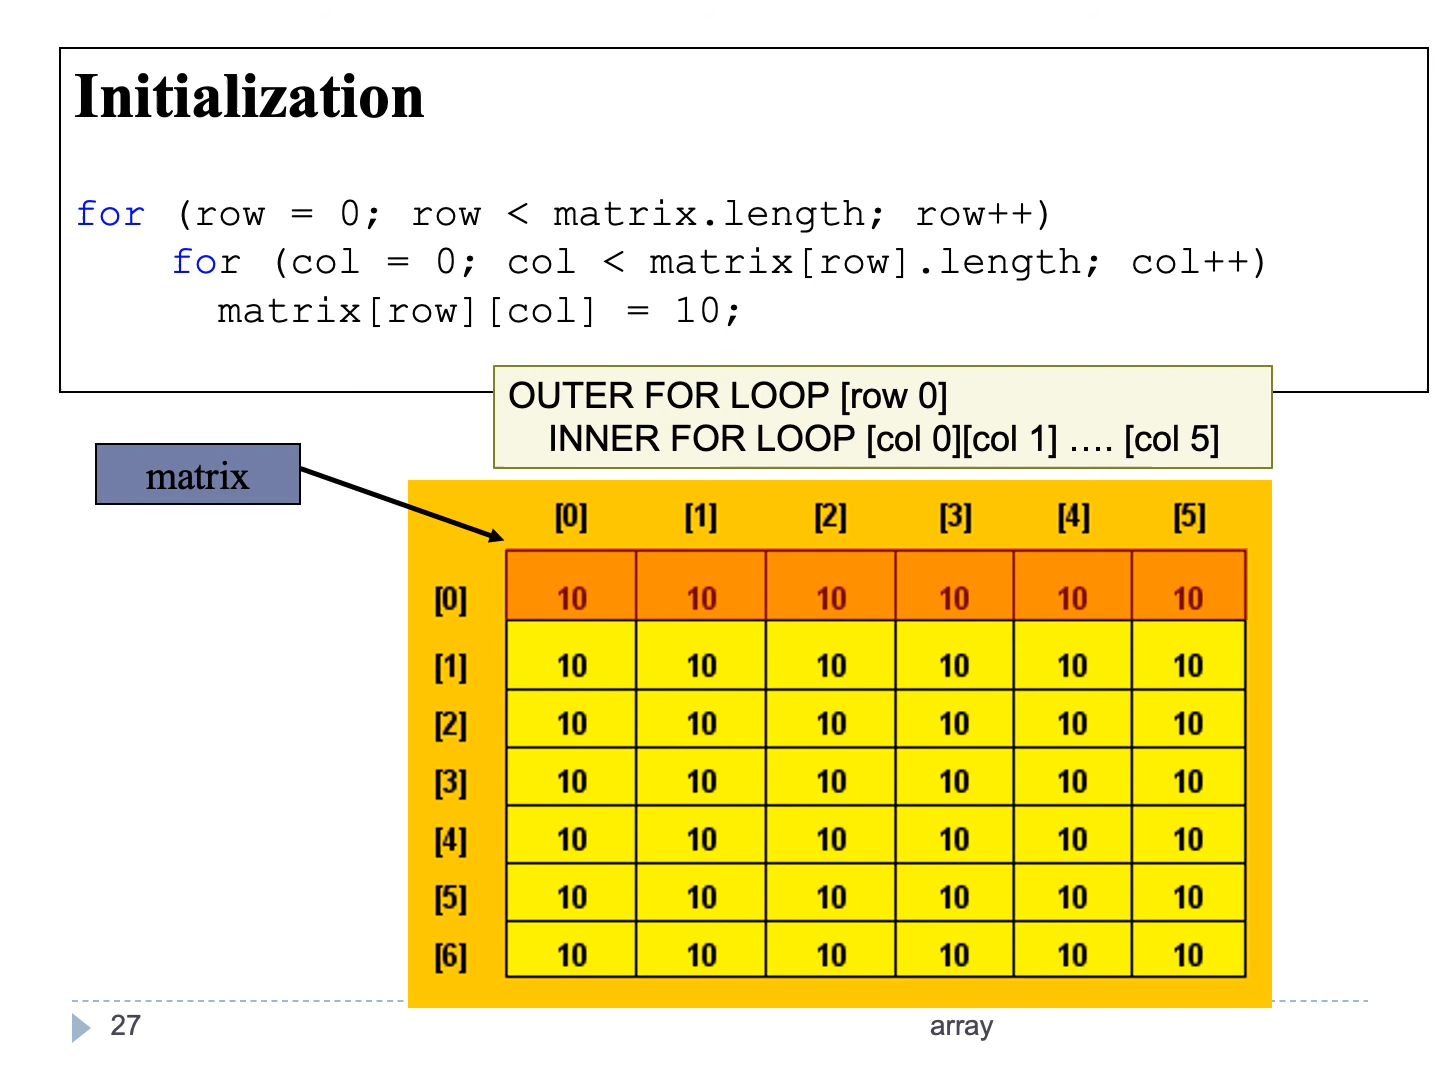 Initialization
for (row = 0; row < matrix.length; row++)
for (col = 0; col < matrix[row].length; col++)
matrix[row][col] = 10;
OUTER FOR LOOP [row 0]
INNER FOR LOOP [col 0][col 1] .... [col 5]
matrix
[0] [1] [2] [3] [4] [5]
[0] 10 10 10 10 10 10
[1] 10 10 10 10 10 10
[2] 10 10 10 10 10 10
[3] 10 10 10 10 10 10
[4] 10 10 10 10 10 10
[5] 10 10 10 10 10 10
[6] 10 10 10 10 10 10
27 array